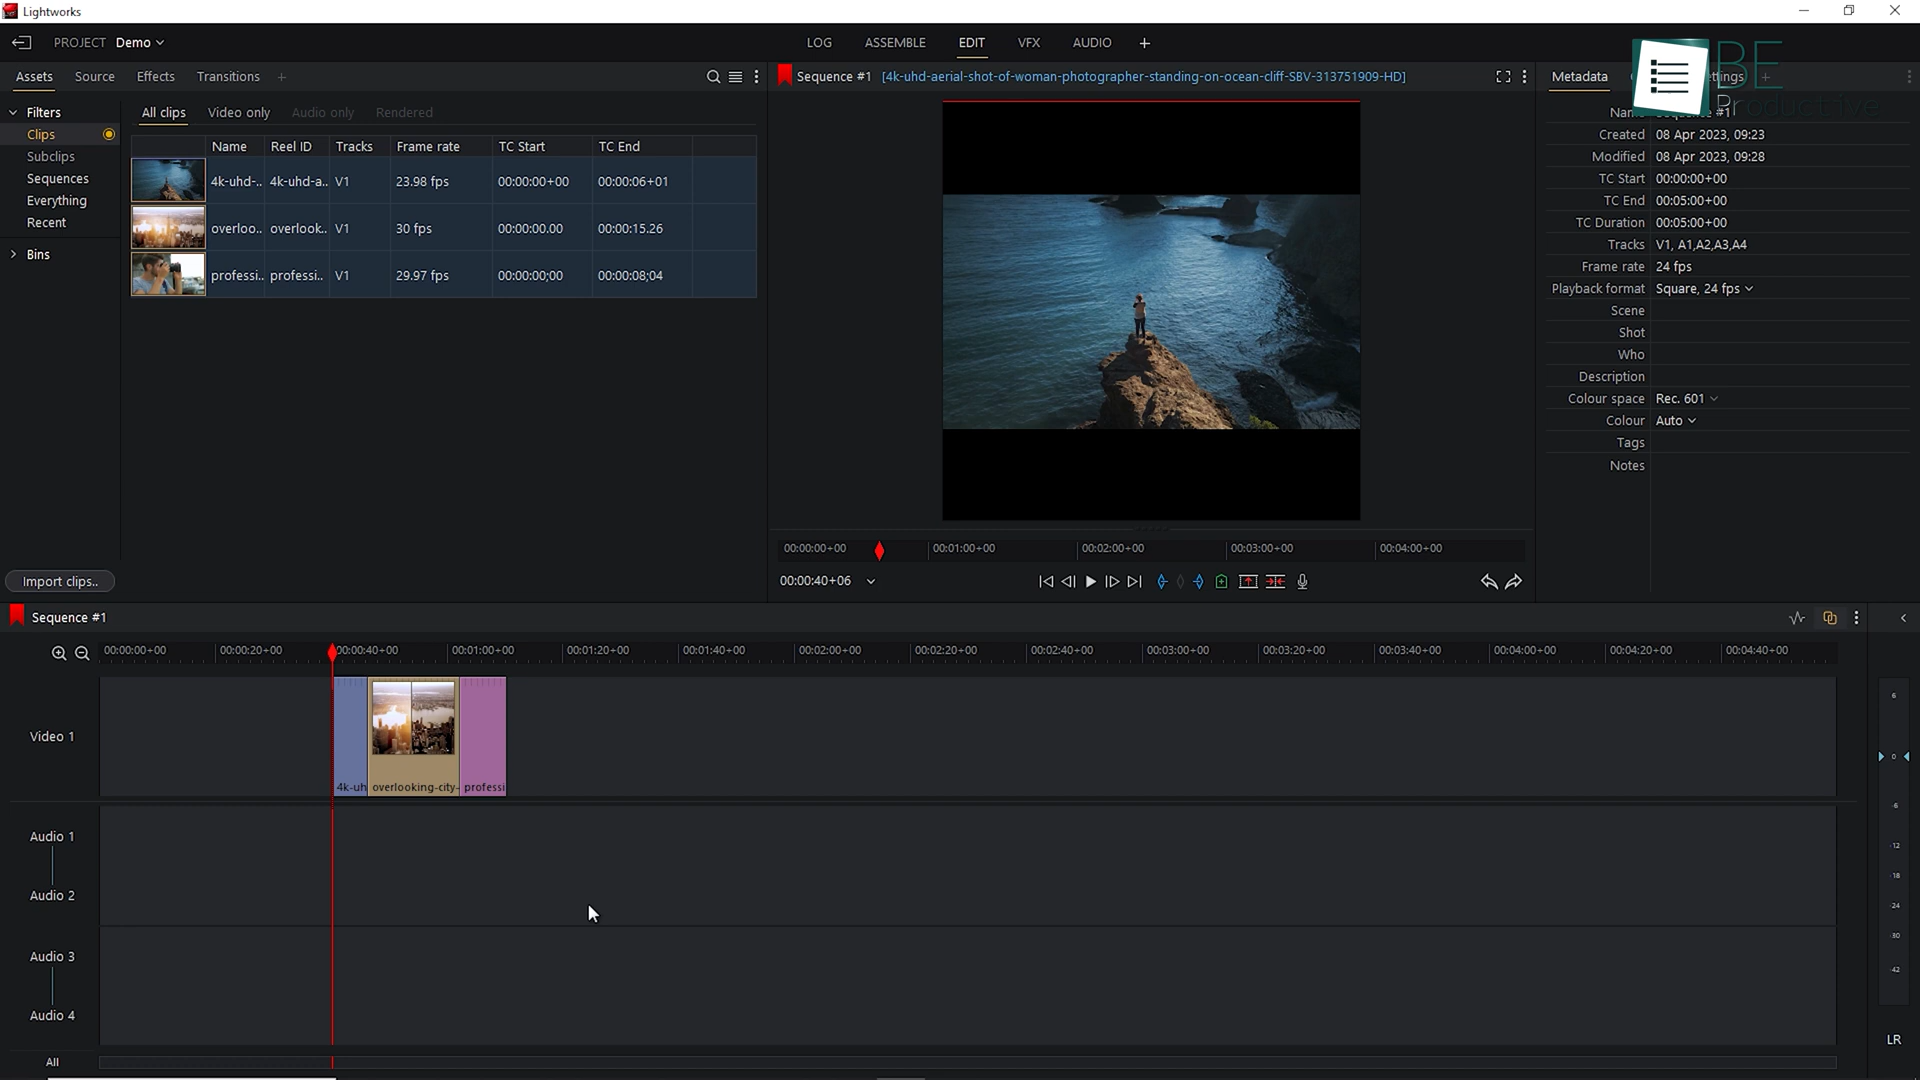 Lightworks
PROJECT Demo
LOG ASSEMBLE EDIT VFX AUDIO +
Assets Source Effects Transitions +
Sequence #1 [4k-uhd-aerial-shot-of-woman-photographer-standing-on-ocean-cliff-SBV-313751909-HD]
Metadata ttings +
BE
Productive
Filters
Clips
Subclips
Sequences
Everything
Recent
Bins
All clips Video only Audio only Rendered
Name Reel ID Tracks Frame rate TC Start TC End
4k-uhd-.. 4k-uhd-a.. V1 23.98 fps 00:00:00+00 00:00:06+01
overloo.. overlook.. V1 30 fps 00:00:00.00 00:00:15.26
professi.. professi.. V1 29.97 fps 00:00:00;00 00:00:08;04
Import clips..
00:00:00+00 00:01:00+00 00:02:00+00 00:03:00+00 00:04:00+00
00:00:40+06
Nam #1
Created 08 Apr 2023, 09:23
Modified 08 Apr 2023, 09:28
TC Start 00:00:00+00
TC End 00:05:00+00
TC Duration 00:05:00+00
Tracks V1, A1,A2,A3,A4
Frame rate 24 fps
Playback format Square, 24 fps
Scene
Shot
Who
Description
Colour space Rec. 601
Colour Auto
Tags
Notes
Sequence #1
00:00:00+00 00:00:20+00 00:00:40+00 00:01:00+00 00:01:20+00 00:01:40+00 00:02:00+00 00:02:20+00 00:02:40+00 00:03:00+00 00:03:20+00 00:03:40+00 00:04:00+00 00:04:20+00 00:04:40+00
Video 1
4k-uh overlooking-city- professi
Audio 1
Audio 2
Audio 3
Audio 4
All
6
0
-6
-12
-18
-24
-30
-42
LR